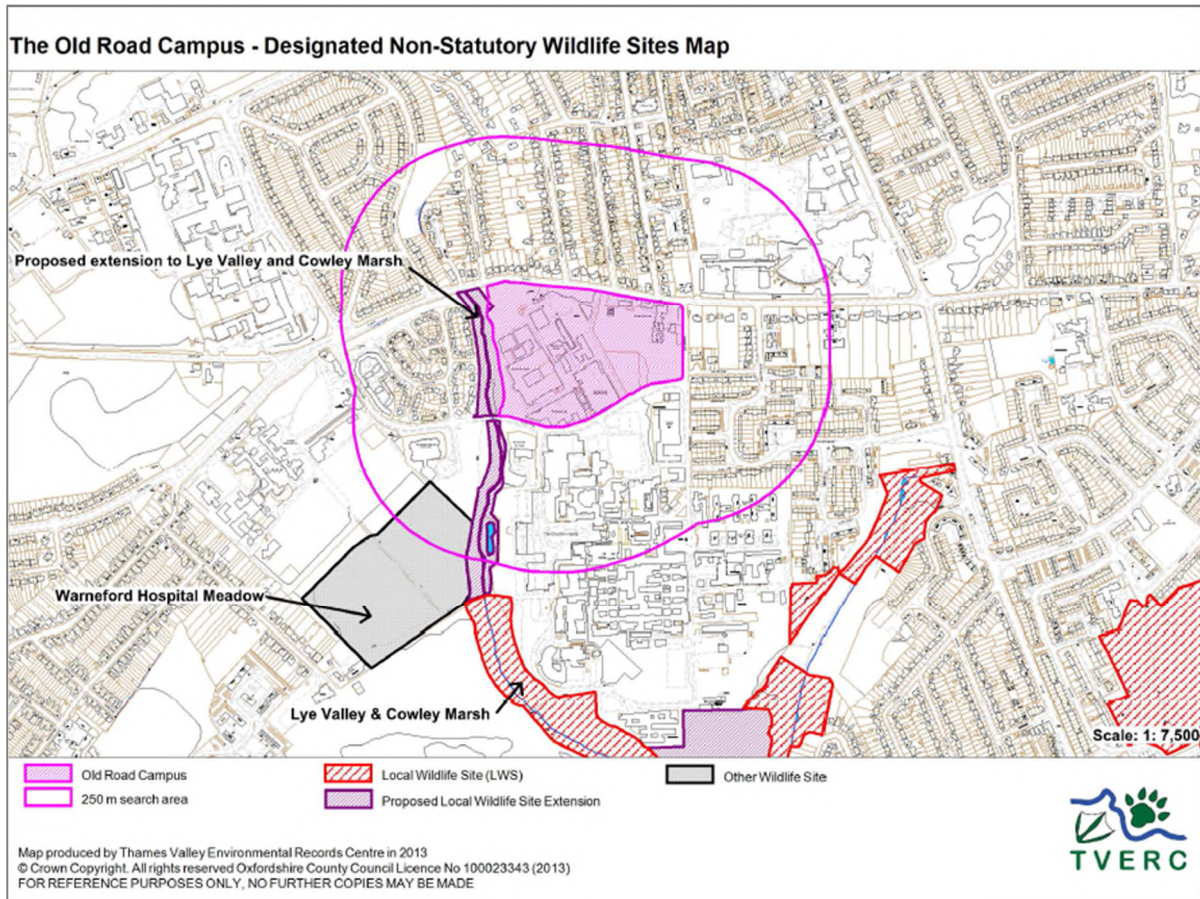 The Old Road Campus - Designated Non-Statutory Wildlife Sites Map
Proposed extension to Lye Valley and Cowley Marsh
Warneford Hospital Meadow
Lye Valley & Cowley Marsh
Scale: 1: 7,500
Old Road Campus
250 m search area
Local Wildlife Site (LWS)
Proposed Local Wildlife Site Extension
Other Wildlife Site
Map produced by Thames Valley Environmental Records Centre in 2013
© Crown Copyright. All rights reserved Oxfordshire County Council Licence No 100023343 (2013)
FOR REFERENCE PURPOSES ONLY, NO FURTHER COPIES MAY BE MADE
TVERC